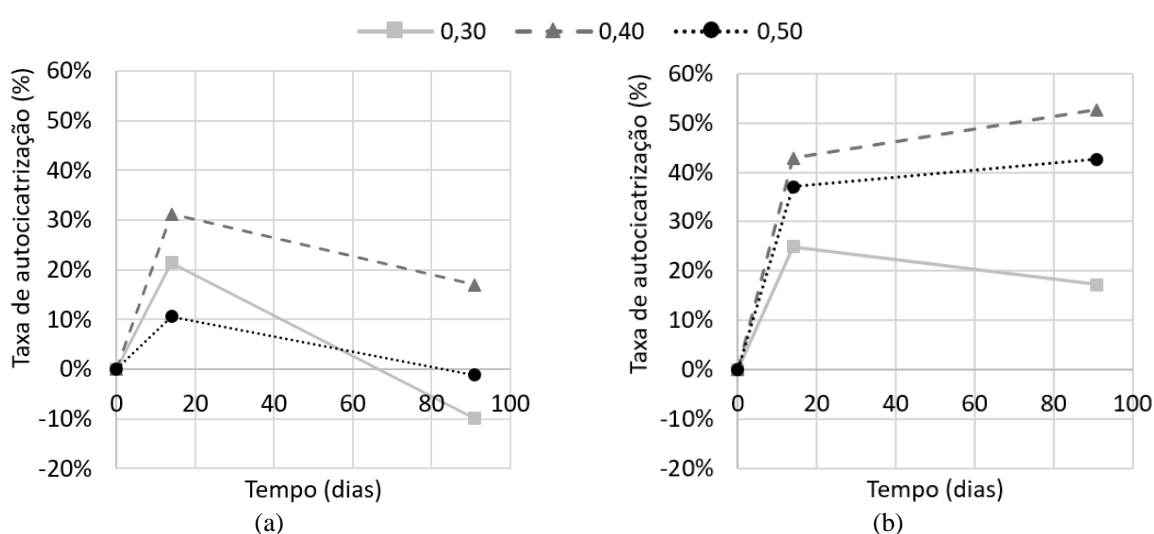 0,30 0,40 0,50
Taxa de autocicatrização (%)
60%
50%
40%
30%
20%
10%
0%
-10%
-20%
0 20 40 60 80 100
Tempo (dias)
(a)
Taxa de autocicatrização (%)
60%
50%
40%
30%
20%
10%
0%
-10%
-20%
0 20 40 60 80 100
Tempo (dias)
(b)